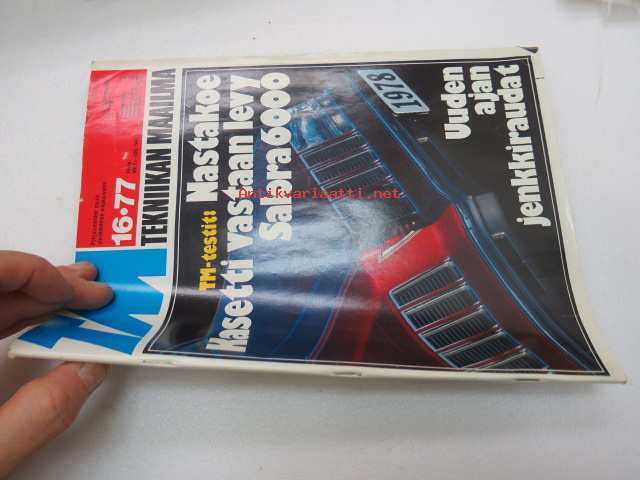 16•77
TEKNIIKAN MAAILMA
TM-testit: Nastakoe
Kasetti vastaan levy
Sabra 6000
1978
Uuden
ajan
jenkkiraudat
Antikvariaatti.net